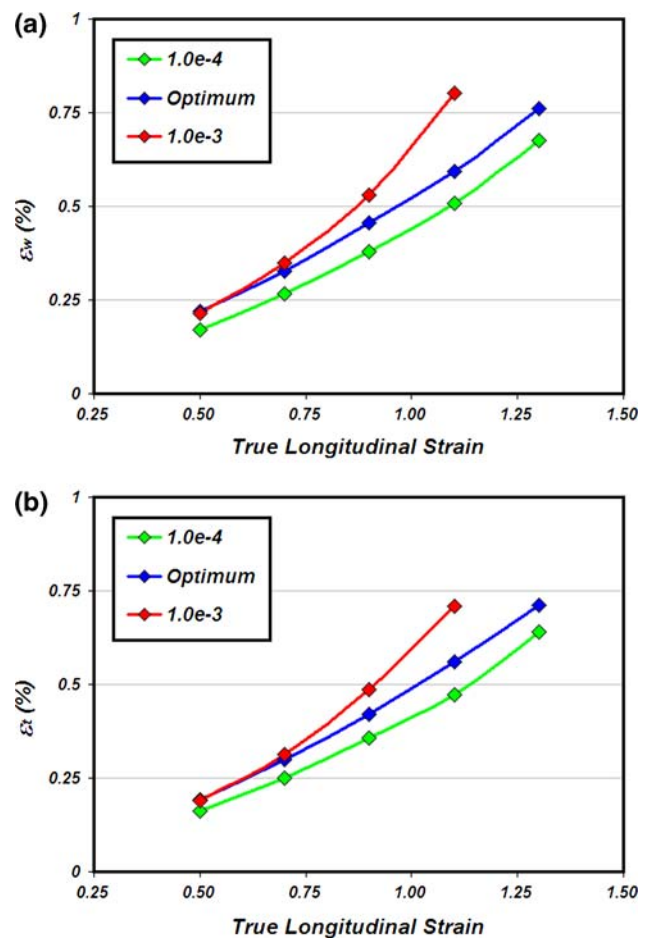 (a)
1
0.75
0.5
0.25
0
εw (%)
1.0e-4
Optimum
1.0e-3
0.25 0.50 0.75 1.00 1.25 1.50
True Longitudinal Strain
(b)
1
0.75
0.5
0.25
0
εt (%)
1.0e-4
Optimum
1.0e-3
0.25 0.50 0.75 1.00 1.25 1.50
True Longitudinal Strain